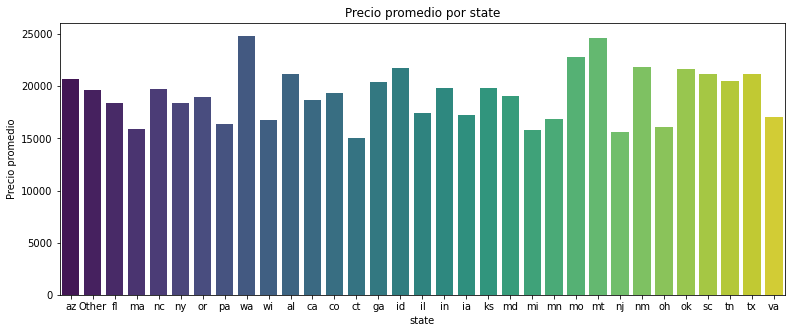 Precio promedio por state
Precio promedio
25000
20000
15000
10000
5000
0
az Other fl ma nc ny or pa wa wi al ca co ct ga id il in ia ks md mi mn mo mt nj nm oh ok sc tn tx va
state